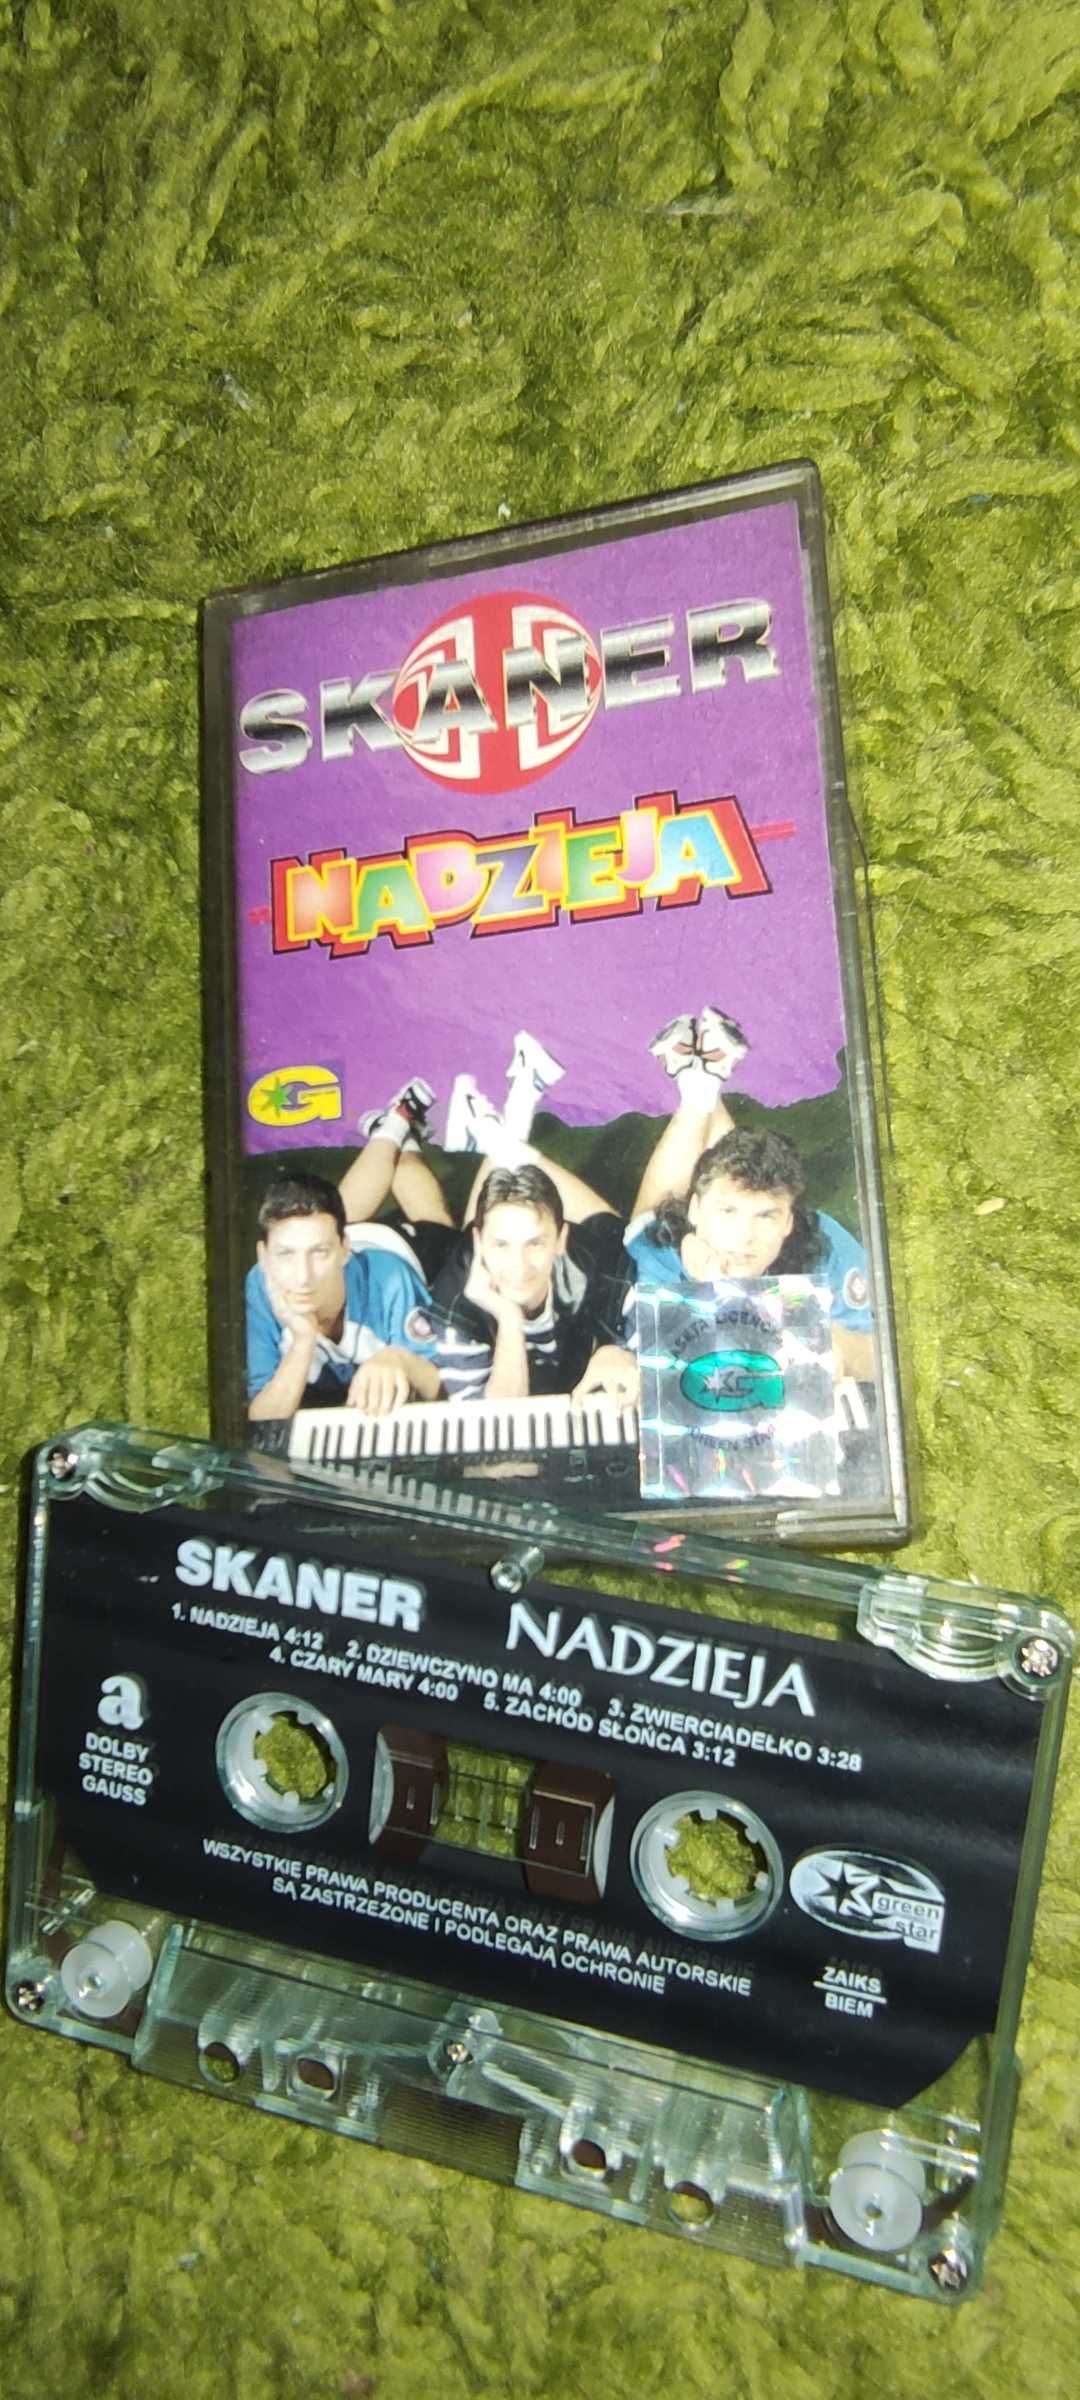 SKANER
NADZIEJA
G
G
GREEN STAR
SKANER NADZIEJA
1. NADZIEJA 4:12 2. DZIEWCZYNO MA 4:00 3. ZWIERCIADEŁKO 3:28
4. CZARY MARY 4:00 5. ZACHÓD SŁOŃCA 3:12
a
DOLBY
STEREO
GAUSS
WSZYSTKIE PRAWA PRODUCENTA ORAZ PRAWA AUTORSKIE
SĄ ZASTRZEŻONE I PODLEGAJĄ OCHRONIE
green
star
ZAIKS
BIEM